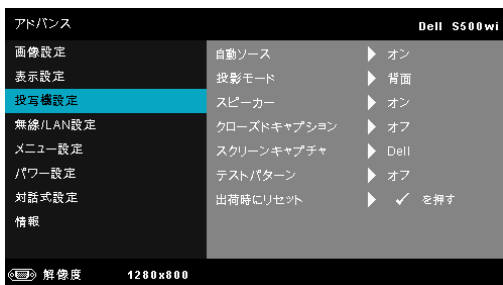 アドバンス Dell S500wi
画像設定
表示設定
投写機設定
無線/LAN設定
メニュー設定
パワー設定
対話式設定
情報
自動ソース オン
投影モード 背面
スピーカー オン
クローズドキャプション オフ
スクリーンキャプチャ Dell
テストパターン オフ
出荷時にリセット ✓ を押す
解像度 1280x800